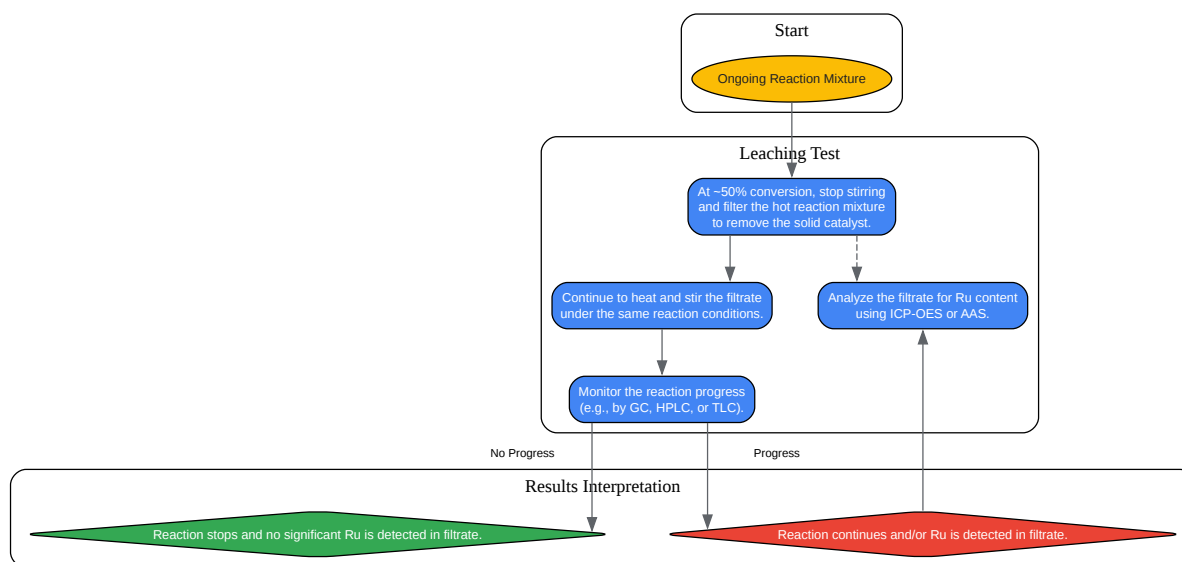 Start
Ongoing Reaction Mixture
Leaching Test
At ~50% conversion, stop stirring
and filter the hot reaction mixture
to remove the solid catalyst.
Continue to heat and stir the filtrate
under the same reaction conditions.
Analyze the filtrate for Ru content
using ICP-OES or AAS.
Monitor the reaction progress
(e.g., by GC, HPLC, or TLC).
No Progress
Progress
Results Interpretation
Reaction stops and no significant Ru is detected in filtrate.
Reaction continues and/or Ru is detected in filtrate.